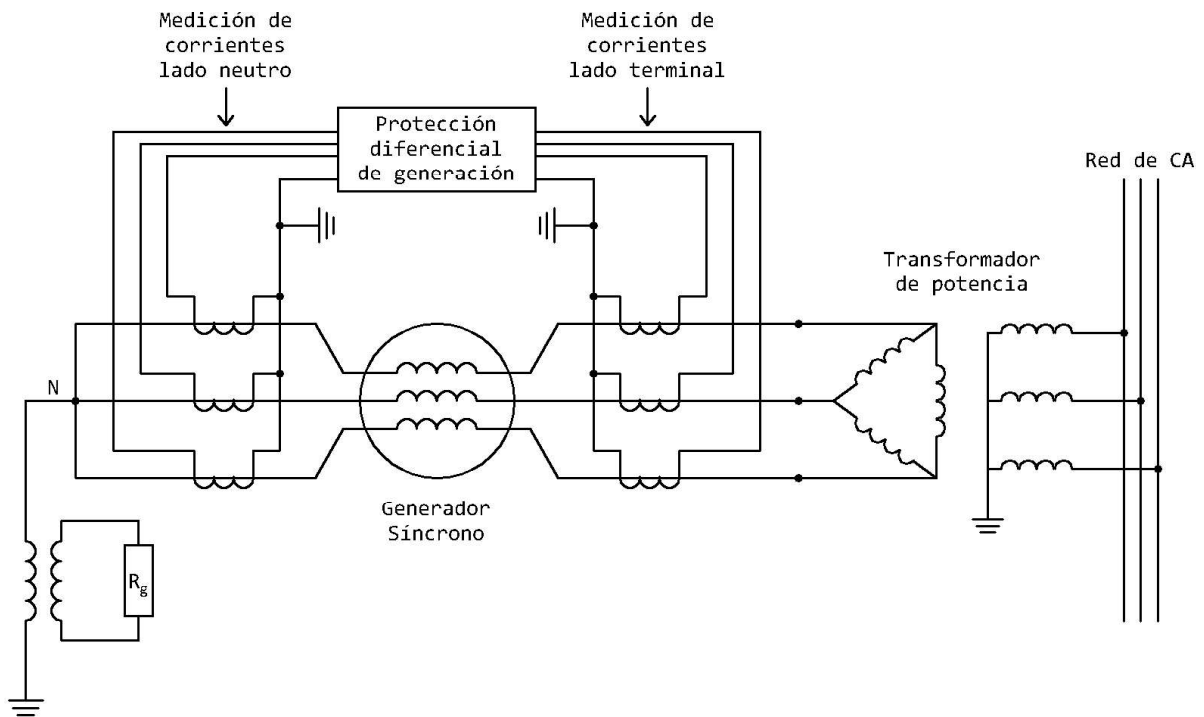 Medición de
corrientes
lado neutro
Medición de
corrientes
lado terminal
Protección
diferencial
de generación
Red de CA
Transformador
de potencia
N
Generador
Síncrono
Rg